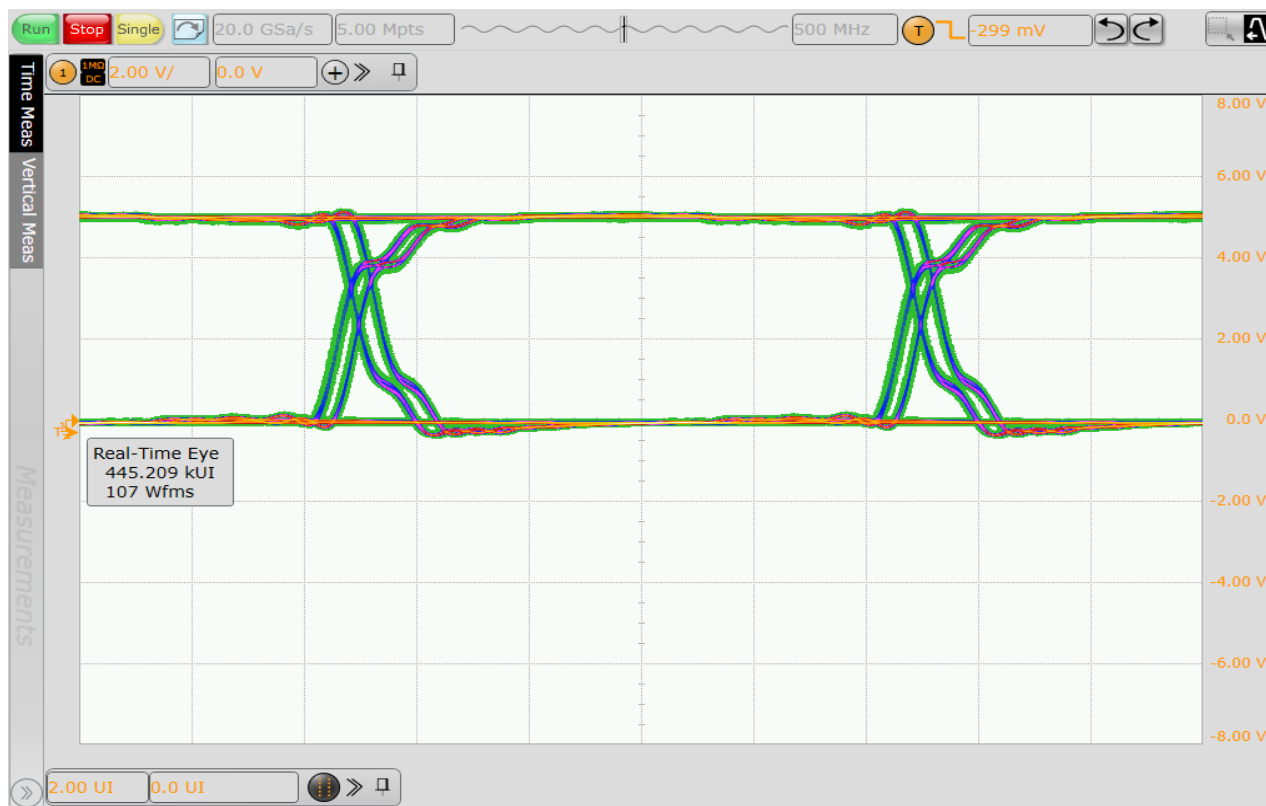 Run Stop Single 20.0 GSa/s 5.00 Mpts 500 MHz T -299 mV
1 1MΩ DC 2.00 V/ 0.0 V
Time Meas
Vertical Meas
Measurements
8.00 V
6.00 V
4.00 V
2.00 V
0.0 V
-2.00 V
-4.00 V
-6.00 V
-8.00 V
Real-Time Eye
445.209 kUI
107 Wfms
2.00 UI 0.0 UI